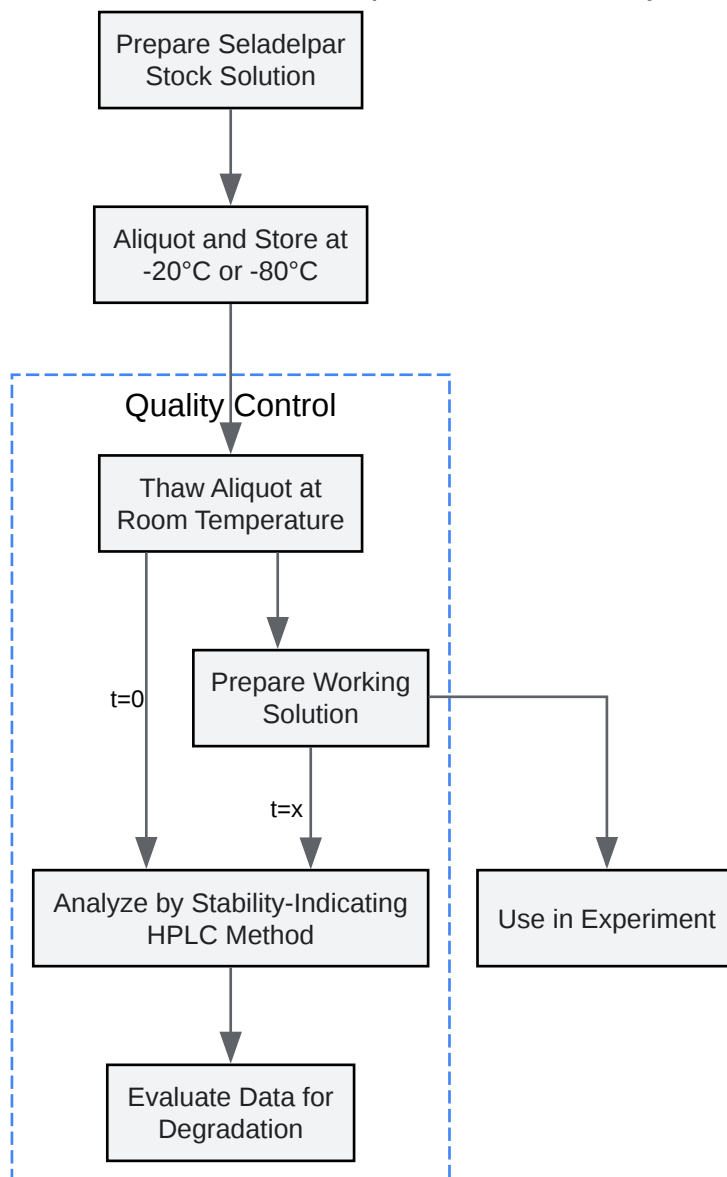 Prepare Seladelpar
Stock Solution
Aliquot and Store at
-20°C or -80°C
Quality Control
Thaw Aliquot at
Room Temperature
t=0
Prepare Working
Solution
t=x
Analyze by Stability-Indicating
HPLC Method
Use in Experiment
Evaluate Data for
Degradation